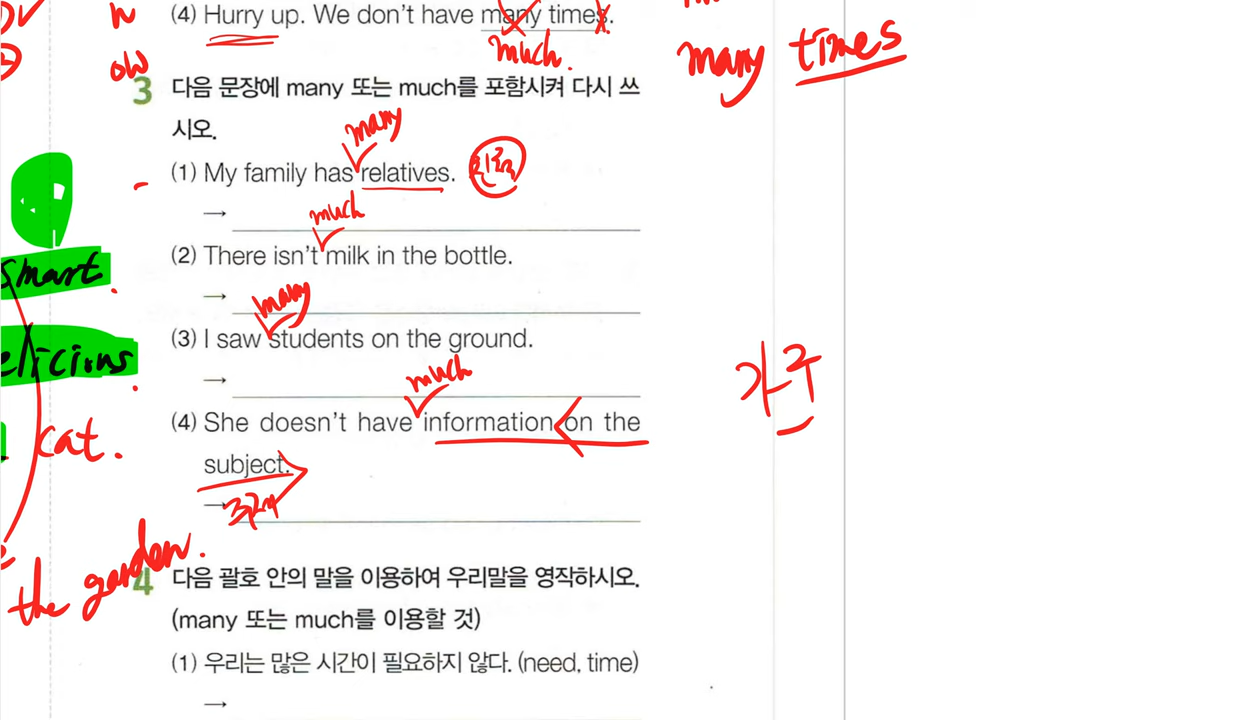 (4) Hurry up. We don't have many times.
much.
many times
ow
3 다음 문장에 many 또는 much를 포함시켜 다시 쓰
시오.
many
(1) My family has relatives. 친척
→
much
(2) There isn't milk in the bottle.
→
many
(3) I saw students on the ground.
→
much
(4) She doesn't have information on the
subject.
→ 주제
smart.
elicious
.
cat.
가구
the garden.
4 다음 괄호 안의 말을 이용하여 우리말을 영작하시오.
(many 또는 much를 이용할 것)
(1) 우리는 많은 시간이 필요하지 않다. (need, time)
→